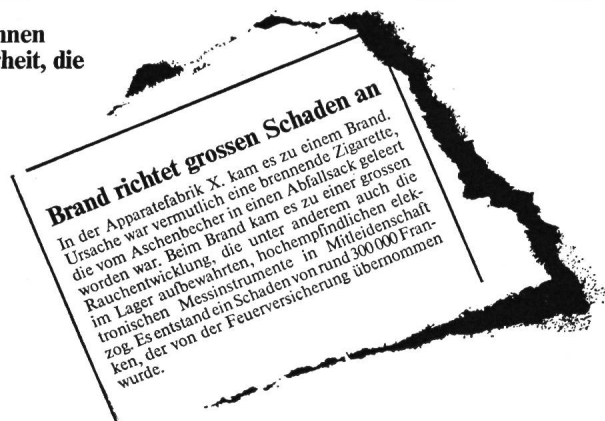 nnen
heit, die
Brand richtet grossen Schaden an
In der Apparatefabrik X. kam es zu einem Brand.
Ursache war vermutlich eine brennende Zigarette,
die vom Aschenbecher in einen Abfallsack geleert
worden war. Beim Brand kam es zu einer grossen
Rauchentwicklung, die unter anderem auch die
im Lager aufbewahrten, hochempfindlichen elek-
tronischen Messinstrumente in Mitleidenschaft
zog. Es entstand ein Schaden von rund 300 000 Fran-
ken, der von der Feuerversicherung übernommen
wurde.